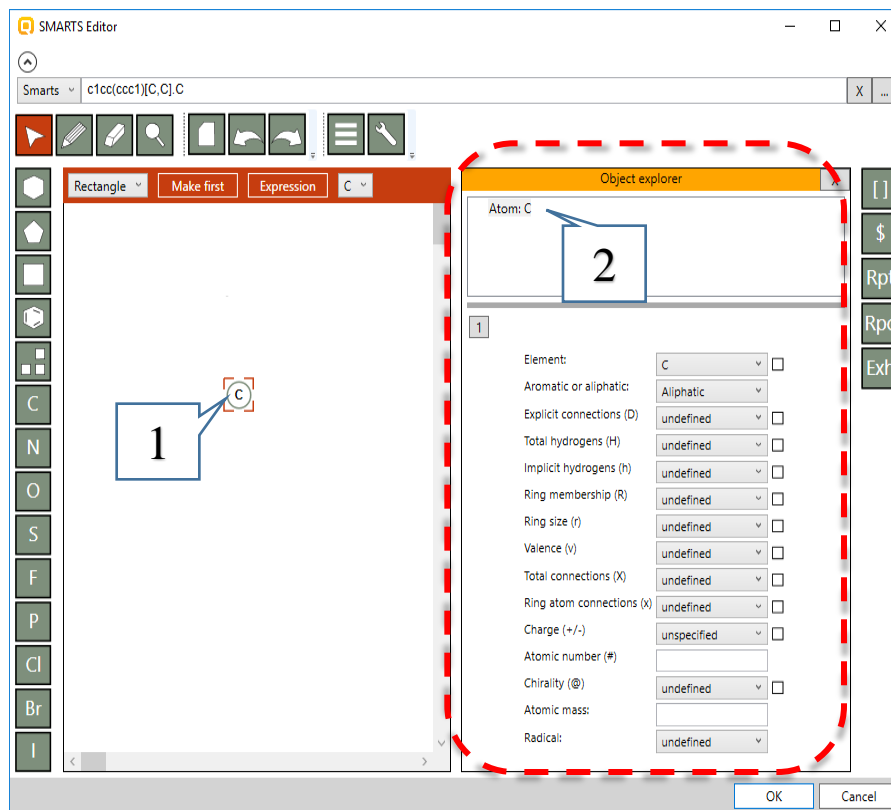 SMARTS Editor
Smarts c1cc(ccc1)[C,C].C X ...
Rectangle Make first Expression C
Object explorer X
Atom: C
2
1
C
1
Element: C
Aromatic or aliphatic: Aliphatic
Explicit connections (D) undefined
Total hydrogens (H) undefined
Implicit hydrogens (h) undefined
Ring membership (R) undefined
Ring size (r) undefined
Valence (v) undefined
Total connections (X) undefined
Ring atom connections (x) undefined
Charge (+/-) unspecified
Atomic number (#)
Chirality (@) undefined
Atomic mass:
Radical: undefined
C
N
O
S
F
P
Cl
Br
I
[ ]
$
Rpt
Exh
OK Cancel